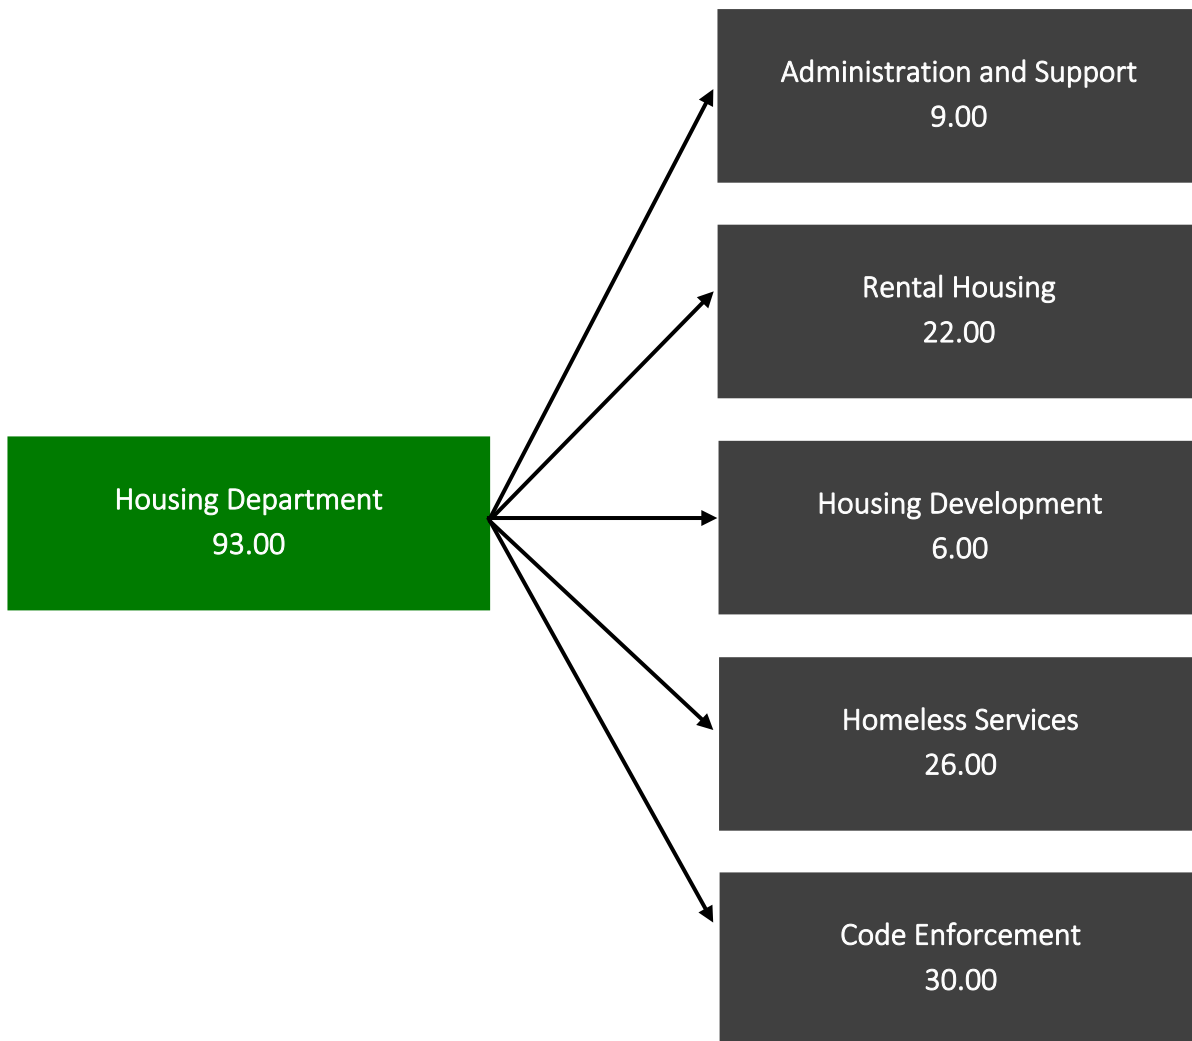 Administration and Support
9.00
Rental Housing
22.00
Housing Department
93.00
Housing Development
6.00
Homeless Services
26.00
Code Enforcement
30.00